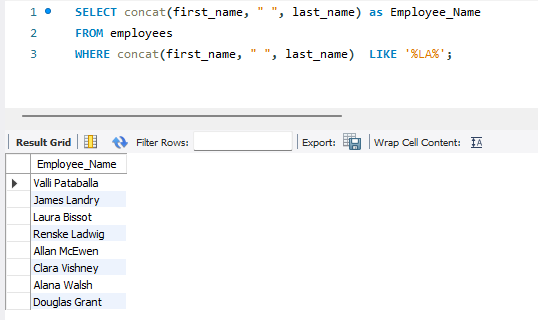 1 SELECT concat(first_name, " ", last_name) as Employee_Name
2 FROM employees
3 WHERE concat(first_name, " ", last_name)  LIKE '%LA%';
Result Grid Filter Rows: Export: Wrap Cell Content: IA
Employee_Name
Valli Pataballa
James Landry
Laura Bissot
Renske Ladwig
Allan McEwen
Clara Vishney
Alana Walsh
Douglas Grant